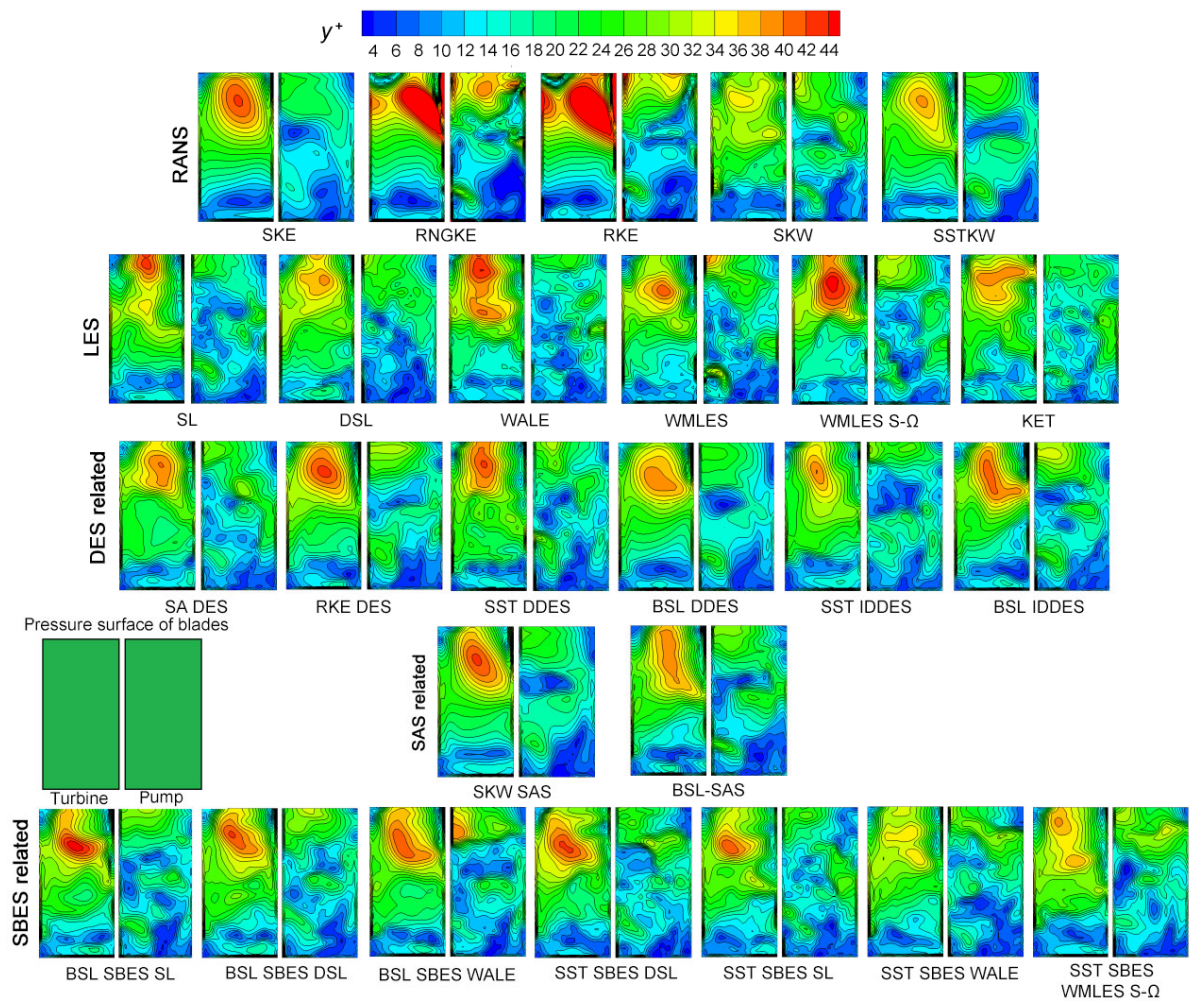 y+
4 6 8 10 12 14 16 18 20 22 24 26 28 30 32 34 36 38 40 42 44
RANS
SKE RNGKE RKE SKW SSTKW
LES
SL DSL WALE WMLES WMLES S-Ω KET
DES related
SA DES RKE DES SST DDES BSL DDES SST IDDES BSL IDDES
Pressure surface of blades
Turbine Pump
SAS related
SKW SAS BSL-SAS
SBES related
BSL SBES SL BSL SBES DSL BSL SBES WALE SST SBES DSL SST SBES SL SST SBES WALE SST SBES
WMLES S-Ω